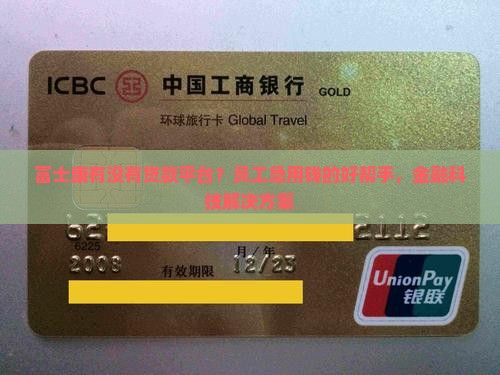 ICBC 中国工商银行 GOLD
环球旅行卡 Global Travel
富士康有没有贷款平台？员工急用钱的好帮手，金融科
技解决方案
62 2112
6225
月／年
2008 有效期限 12/23
UnionPay
银联